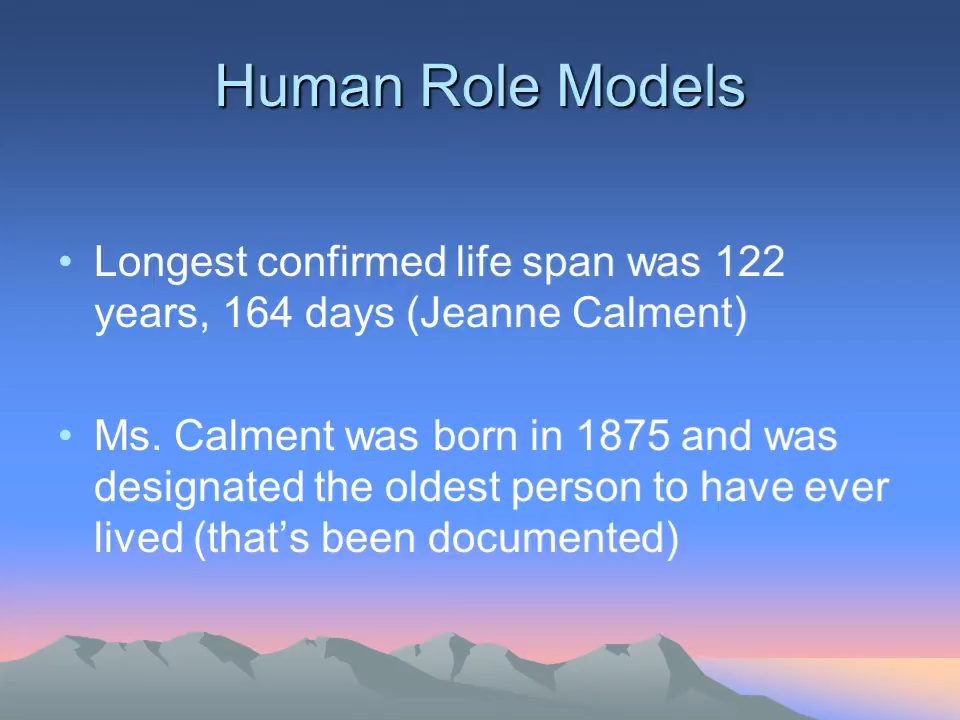 Human Role Models
• Longest confirmed life span was 122
years, 164 days (Jeanne Calment)
• Ms. Calment was born in 1875 and was
designated the oldest person to have ever
lived (that’s been documented)